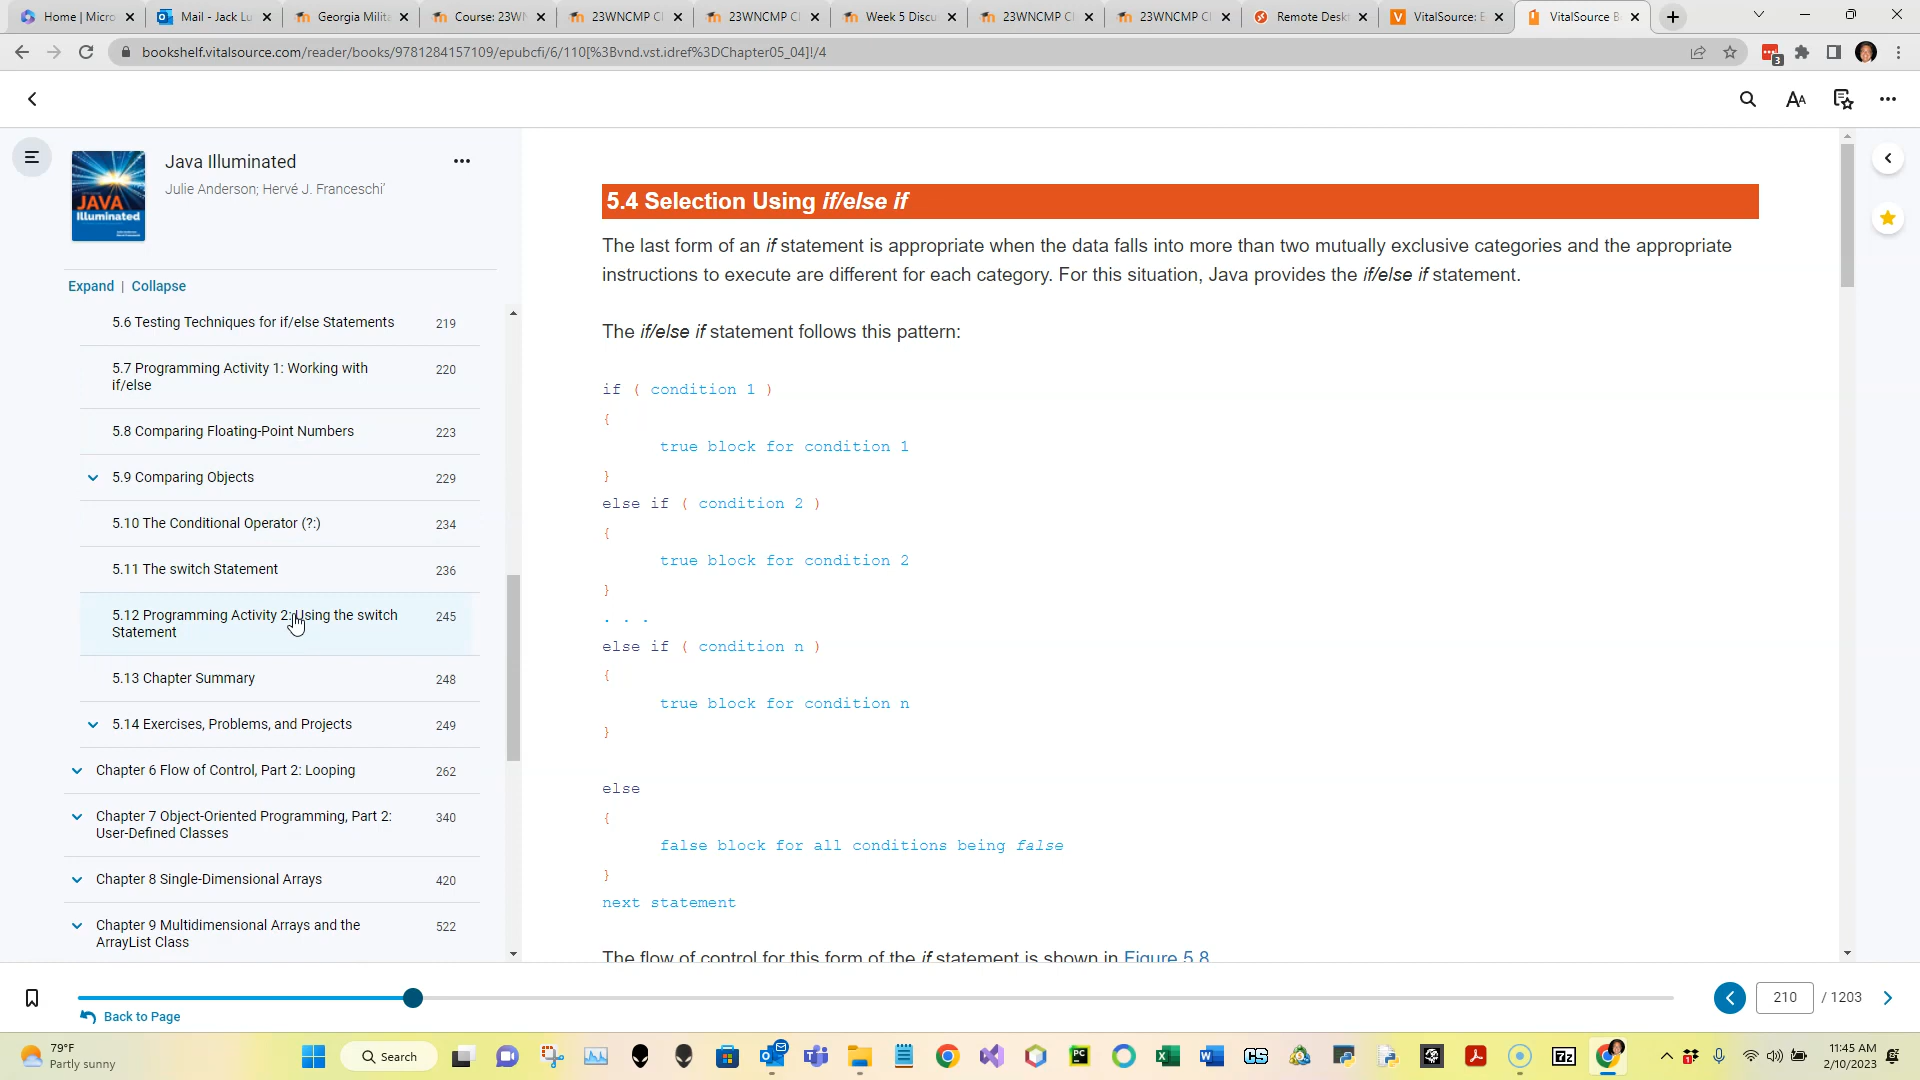 Home | Micro
Mail - Jack Lu
Georgia Milita
Course: 23WN
23WNCMP C
23WNCMP C
Week 5 Discu
23WNCMP C
23WNCMP C
Remote Deskt
VitalSource: B
VitalSource B
bookshelf.vitalsource.com/reader/books/9781284157109/epubcfi/6/110[%3Bvnd.vst.idref%3DChapter05_04]!/4
3
JAVA
Illuminated
Java Illuminated
Julie Anderson; Hervé J. Franceschi'
Expand | Collapse
5.6 Testing Techniques for if/else Statements 219
5.7 Programming Activity 1: Working with 220
if/else
5.8 Comparing Floating-Point Numbers 223
5.9 Comparing Objects 229
5.10 The Conditional Operator (?:) 234
5.11 The switch Statement 236
5.12 Programming Activity 2: Using the switch 245
Statement
5.13 Chapter Summary 248
5.14 Exercises, Problems, and Projects 249
Chapter 6 Flow of Control, Part 2: Looping 262
Chapter 7 Object-Oriented Programming, Part 2: 340
User-Defined Classes
Chapter 8 Single-Dimensional Arrays 420
Chapter 9 Multidimensional Arrays and the 522
ArrayList Class
5.4 Selection Using if/else if
The last form of an if statement is appropriate when the data falls into more than two mutually exclusive categories and the appropriate
instructions to execute are different for each category. For this situation, Java provides the if/else if statement.
The if/else if statement follows this pattern:
if ( condition 1 )
{
true block for condition 1
}
else if ( condition 2 )
{
true block for condition 2
}
. . .
else if ( condition n )
{
true block for condition n
}
else
{
false block for all conditions being false
}
next statement
The flow of control for this form of the if statement is shown in Figure 5.8
Back to Page
210 / 1203
79°F
Partly sunny
Search
PC
CS
7z
1
11:45 AM
2/10/2023